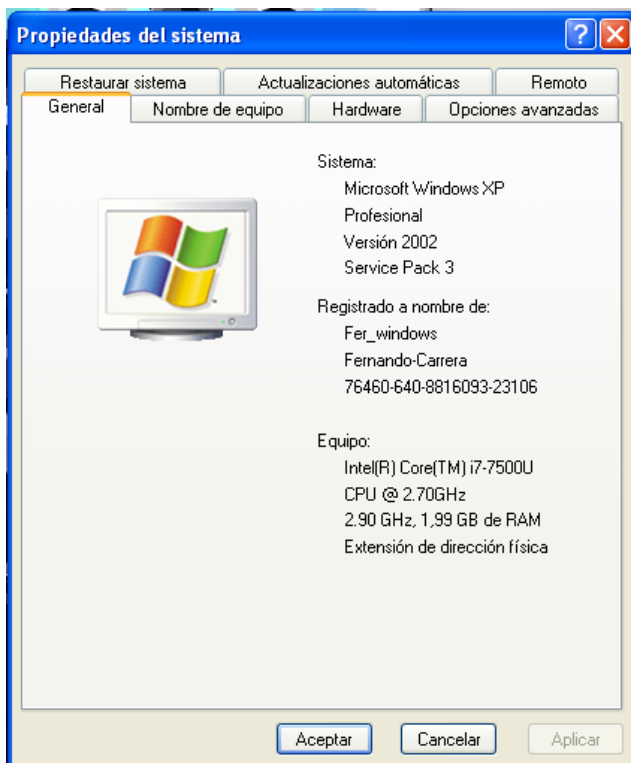 Propiedades del sistema
Restaurar sistema
Actualizaciones automáticas
Remoto
General
Nombre de equipo
Hardware
Opciones avanzadas
Sistema:
Microsoft Windows XP
Profesional
Versión 2002
Service Pack 3
Registrado a nombre de:
Fer_windows
Fernando-Carrera
76460-640-8816093-23106
Equipo:
Intel(R) Core(TM) i7-7500U
CPU @ 2.70GHz
2.90 GHz, 1,99 GB de RAM
Extensión de dirección física
Aceptar
Cancelar
Aplicar